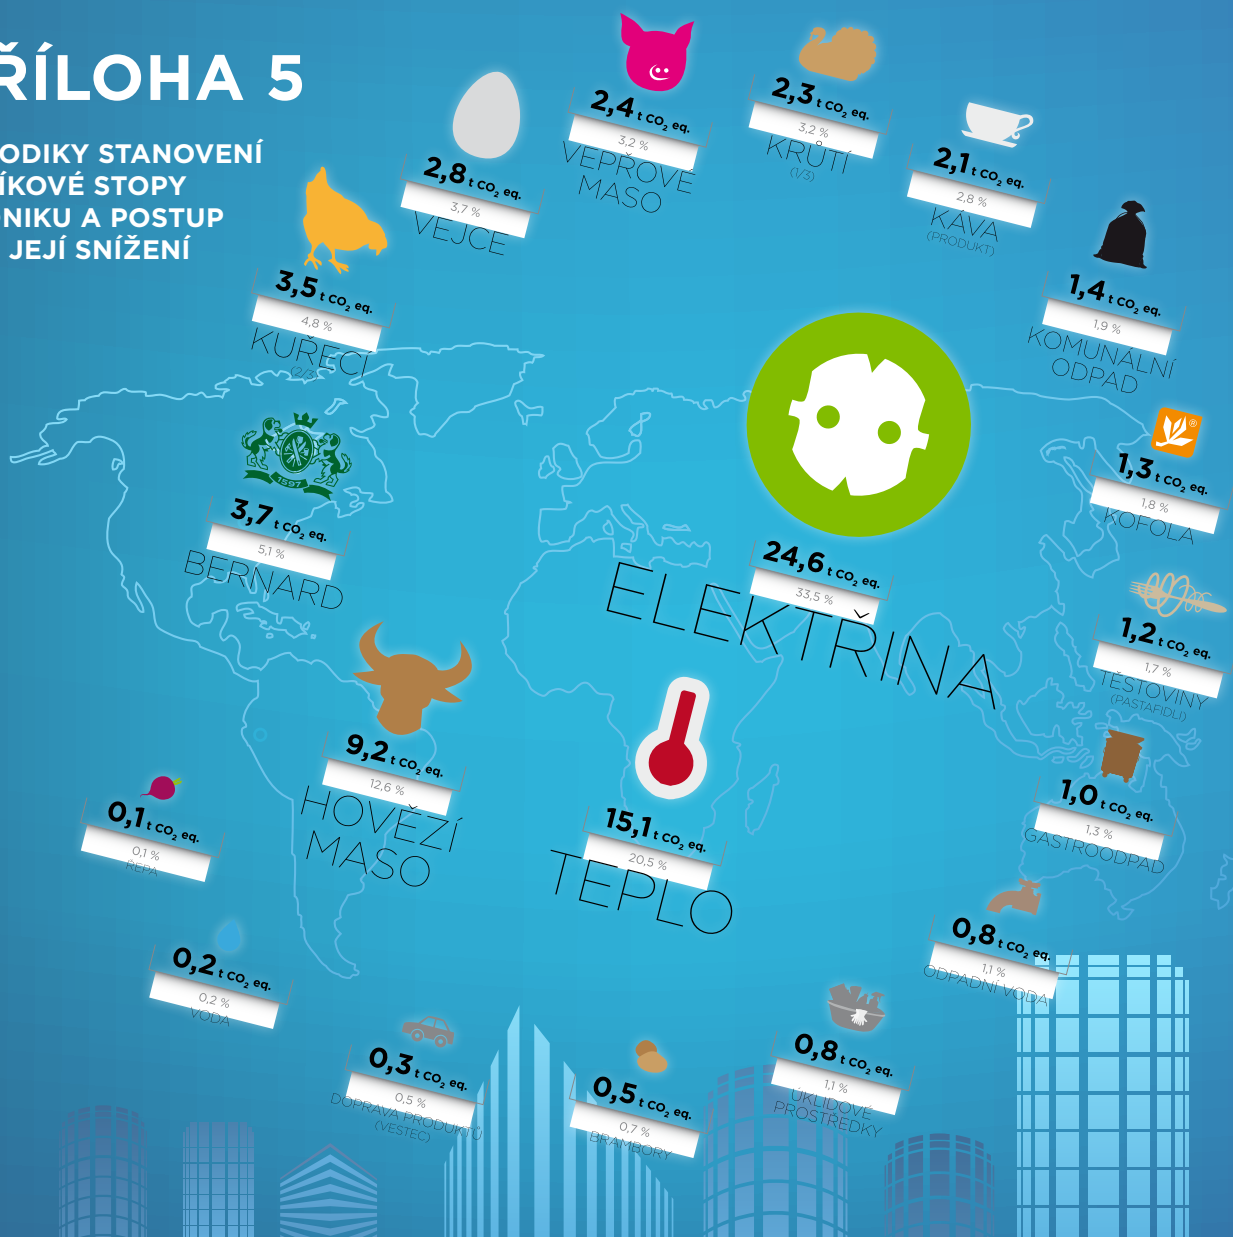 ŘÍLOHA 5
ODIKY STANOVENÍ
ÍKOVÉ STOPY
NIKU A POSTUP
JEJÍ SNÍŽENÍ
2,4 t CO₂ eq.
3,2 %
VEPŘOVÉ
MASO
2,3 t CO₂ eq.
3,2 %
KRŮTÍ
(1/3)
2,8 t CO₂ eq.
3,7 %
VEJCE
2,1 t CO₂ eq.
2,8 %
KÁVA
(PRODUKT)
3,5 t CO₂ eq.
4,8 %
KUŘECÍ
(2/3)
1,4 t CO₂ eq.
1,9 %
KOMUNÁLNÍ
ODPAD
1597
3,7 t CO₂ eq.
5,1 %
BERNARD
®
1,3 t CO₂ eq.
1,8 %
KOFOLA
24,6 t CO₂ eq.
33,5 %
ELEKTŘINA
1,2 t CO₂ eq.
1,7 %
TĚSTOVINY
(PASTAFIDLI)
9,2 t CO₂ eq.
12,6 %
HOVĚZÍ
MASO
15,1 t CO₂ eq.
20,5 %
TEPLO
1,0 t CO₂ eq.
1,3 %
GASTROODPAD
0,1 t CO₂ eq.
0,1 %
ŘEPA
0,8 t CO₂ eq.
1,1 %
ODPADNÍ VODA
0,2 t CO₂ eq.
0,2 %
VODA
0,3 t CO₂ eq.
0,5 %
DOPRAVA PRODUKTŮ
(VESTEC)
0,5 t CO₂ eq.
0,7 %
BRAMBORY
0,8 t CO₂ eq.
1,1 %
ÚKLIDOVÉ
PROSTŘEDKY